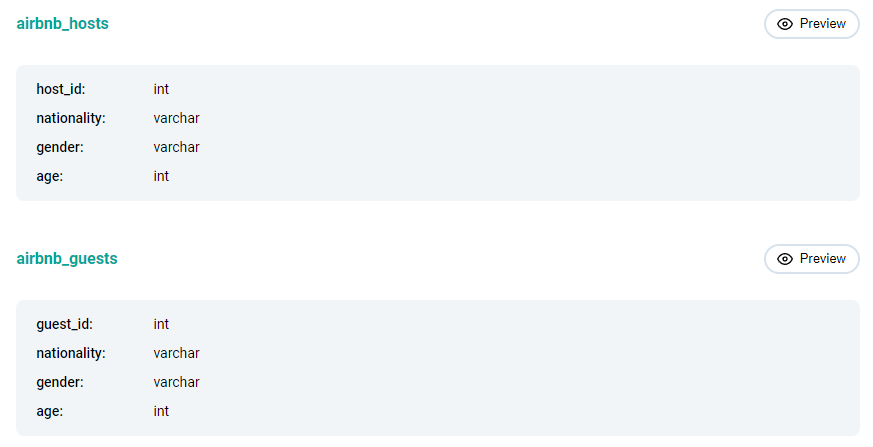 airbnb_hosts Preview
host_id: int
nationality: varchar
gender: varchar
age: int
airbnb_guests Preview
guest_id: int
nationality: varchar
gender: varchar
age: int